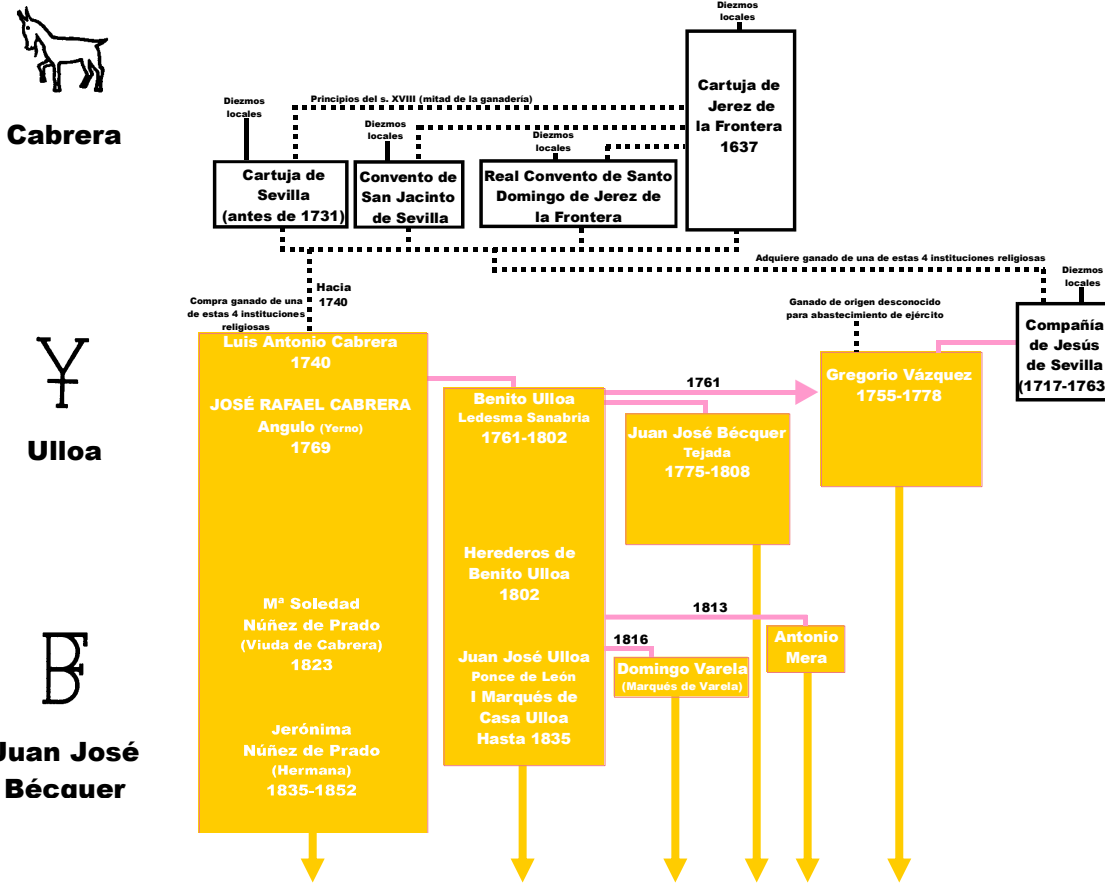 Diezmos
locales
Cartuja de
Jerez de
la Frontera
1637
Diezmos
locales
Principios del s. XVIII (mitad de la ganadería)
Diezmos
locales
Diezmos
locales
Cabrera
Cartuja de
Sevilla
(antes de 1731)
Convento de
San Jacinto
de Sevilla
Real Convento de Santo
Domingo de Jerez de
la Frontera
Adquiere ganado de una de estas 4 instituciones religiosas
Diezmos
locales
Hacia
1740
Compra ganado de una
de estas 4 instituciones
religiosas
Ganado de origen desconocido
para abastecimiento de ejército
Compañía
de Jesús
de Sevilla
(1717-1763)
Luis Antonio Cabrera
1740
JOSÉ RAFAEL CABRERA
Angulo (Yerno)
1769
Mª Soledad
Núñez de Prado
(Viuda de Cabrera)
1823
Jerónima
Núñez de Prado
(Hermana)
1835-1852
Benito Ulloa
Ledesma Sanabria
1761-1802
Herederos de
Benito Ulloa
1802
Juan José Ulloa
Ponce de León
I Marqués de
Casa Ulloa
Hasta 1835
1761
Juan José Bécquer
Tejada
1775-1808
Gregorio Vázquez
1755-1778
1813
Antonio
Mera
1816
Domingo Varela
(Marqués de Varela)
Ulloa
Juan José
Bécquer